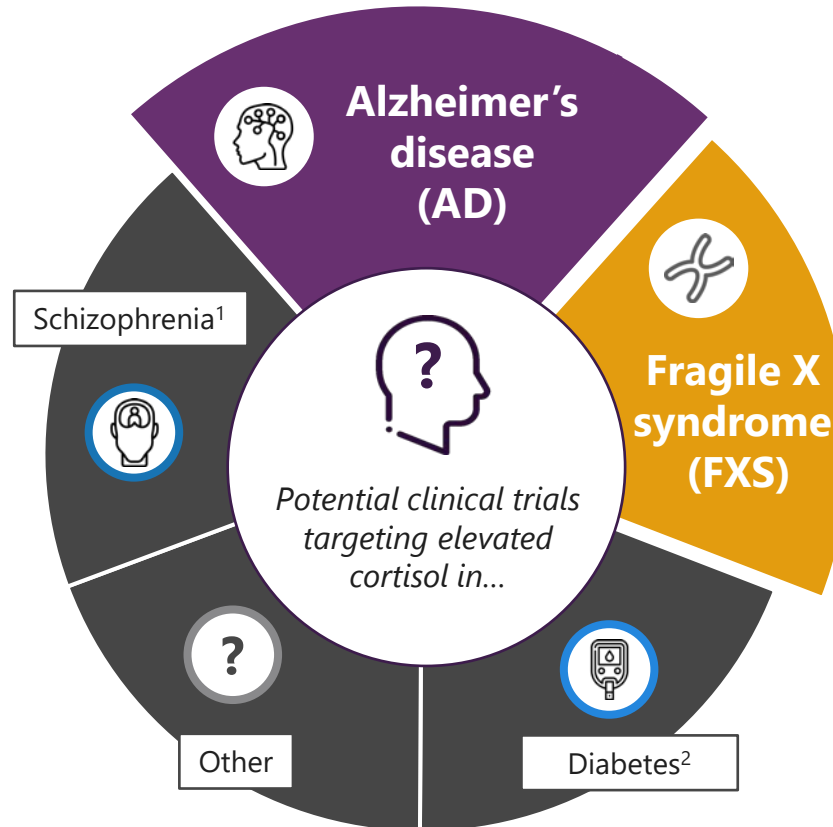 Alzheimer’s
disease
(AD)
Fragile X
syndrome
(FXS)
Schizophrenia¹
?
Potential clinical trials
targeting elevated
cortisol in...
?
Other
Diabetes²